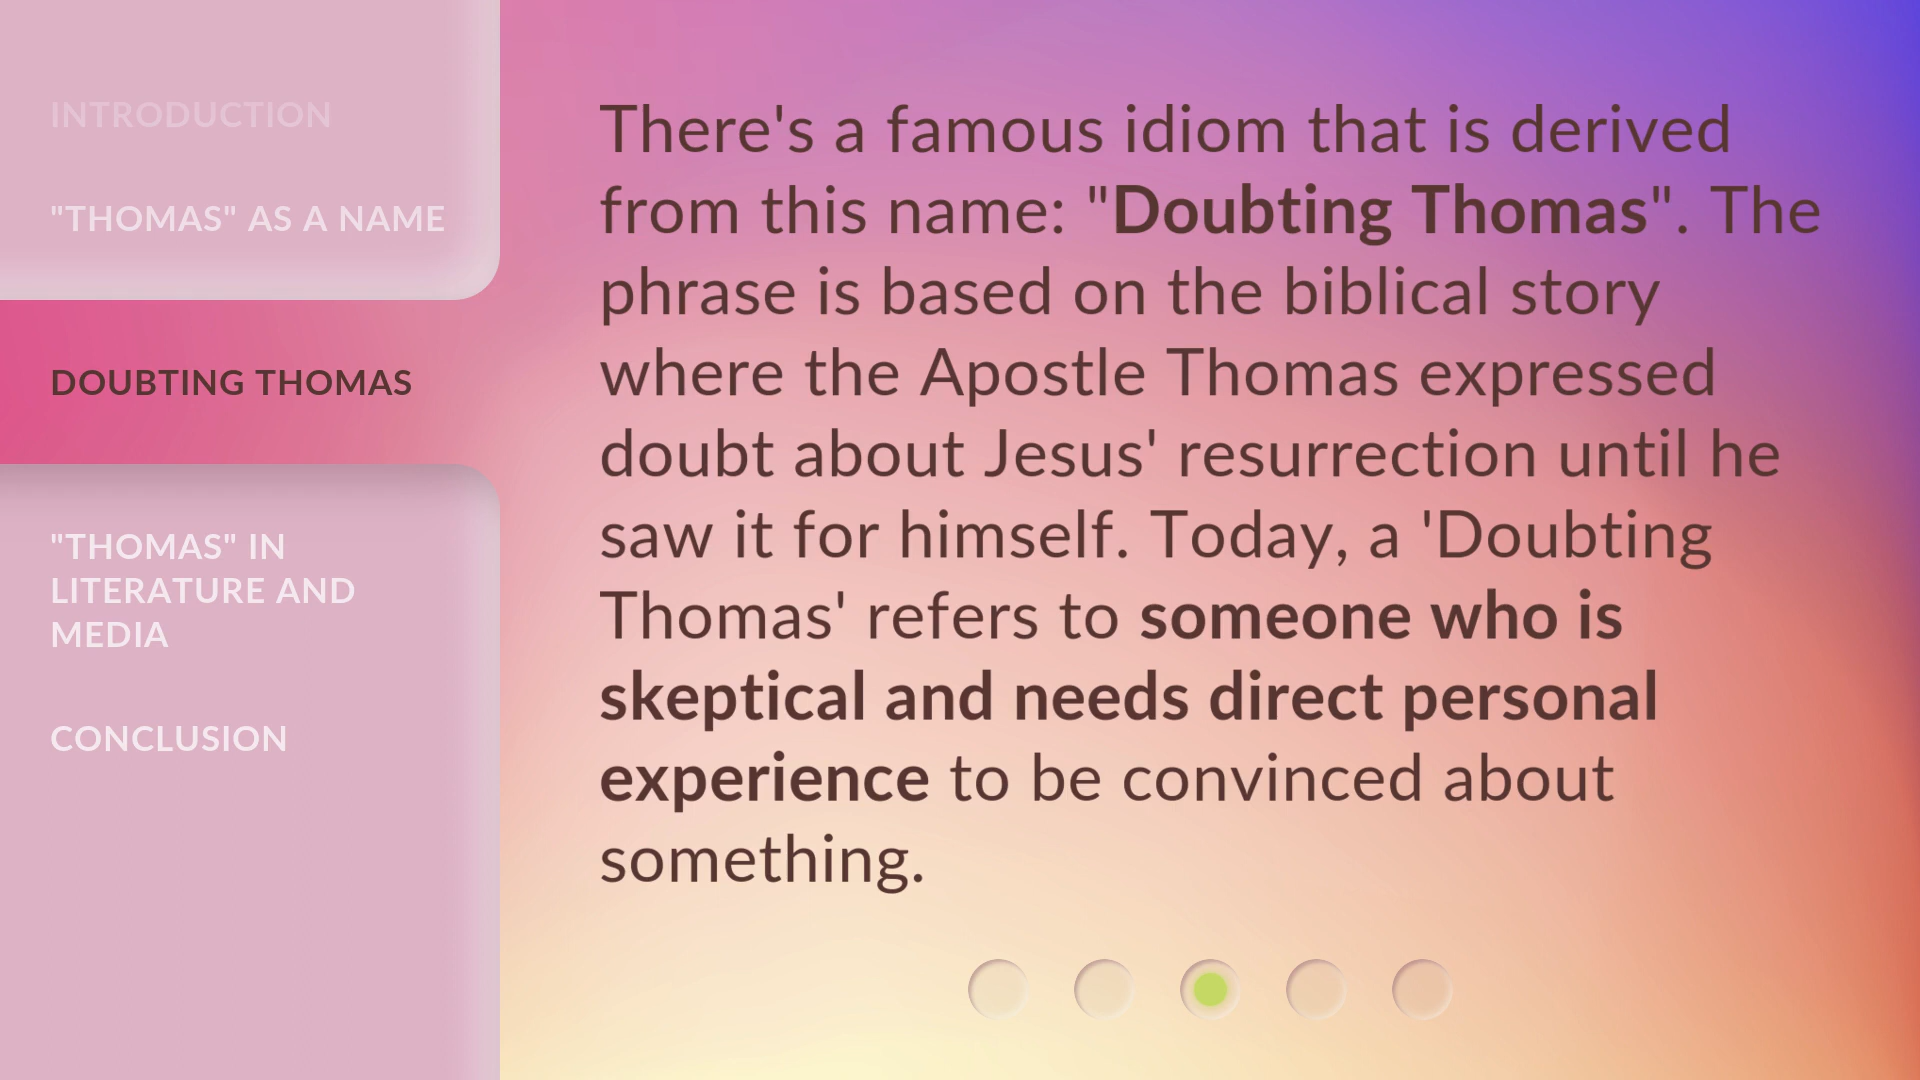 INTRODUCTION
"THOMAS" AS A NAME
DOUBTING THOMAS
"THOMAS" IN
LITERATURE AND
MEDIA
CONCLUSION
There's a famous idiom that is derived
from this name: "Doubting Thomas". The
phrase is based on the biblical story
where the Apostle Thomas expressed
doubt about Jesus' resurrection until he
saw it for himself. Today, a 'Doubting
Thomas' refers to someone who is
skeptical and needs direct personal
experience to be convinced about
something.